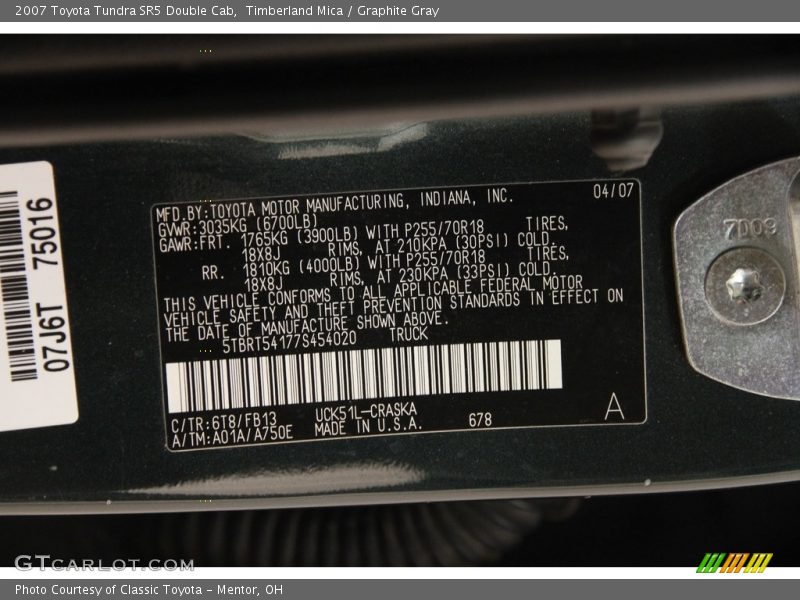 2007 Toyota Tundra SR5 Double Cab, Timberland Mica / Graphite Gray
MFD.BY:TOYOTA MOTOR MANUFACTURING, INDIANA, INC. 04/07
GVWR:3035KG (6700LB)
GAWR:FRT. 1765KG (3900LB) WITH P255/70R18 TIRES,
18X8J RIMS, AT 210KPA (30PSI) COLD.
RR. 1810KG (4000LB) WITH P255/70R18 TIRES,
18X8J RIMS, AT 230KPA (33PSI) COLD.
THIS VEHICLE CONFORMS TO ALL APPLICABLE FEDERAL MOTOR
VEHICLE SAFETY AND THEFT PREVENTION STANDARDS IN EFFECT ON
THE DATE OF MANUFACTURE SHOWN ABOVE.
5TBRT54177S454020 TRUCK
C/TR:6T8/FB13 UCK51L-CRASKA
A/TM:A01A/A750E MADE IN U.S.A. 678
A
07J6T 75016
7D09
GTCARLOT.COM
Photo Courtesy of Classic Toyota - Mentor, OH